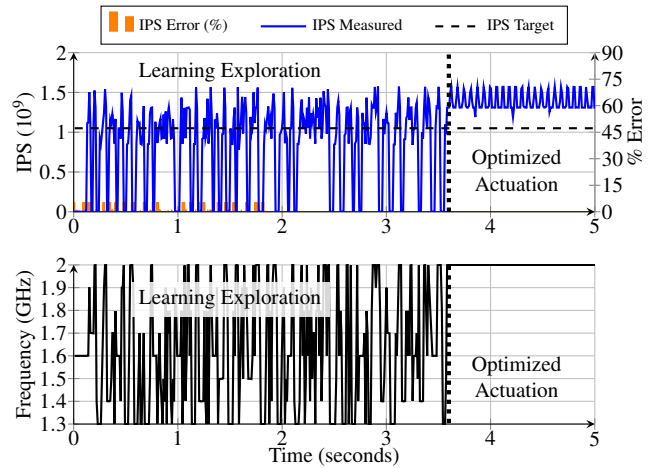 IPS Error (%) IPS Measured IPS Target
2 90
Learning Exploration
75
1.5
60
IPS (10⁹) 1 45 % Error
30
Optimized
0.5
Actuation
15
0 0
0 1 2 3 4 5
2
1.9
Learning Exploration
1.8
1.7
Frequency (GHz)
1.6
Optimized
1.5
Actuation
1.4
1.3
0 1 2 3 4 5
Time (seconds)